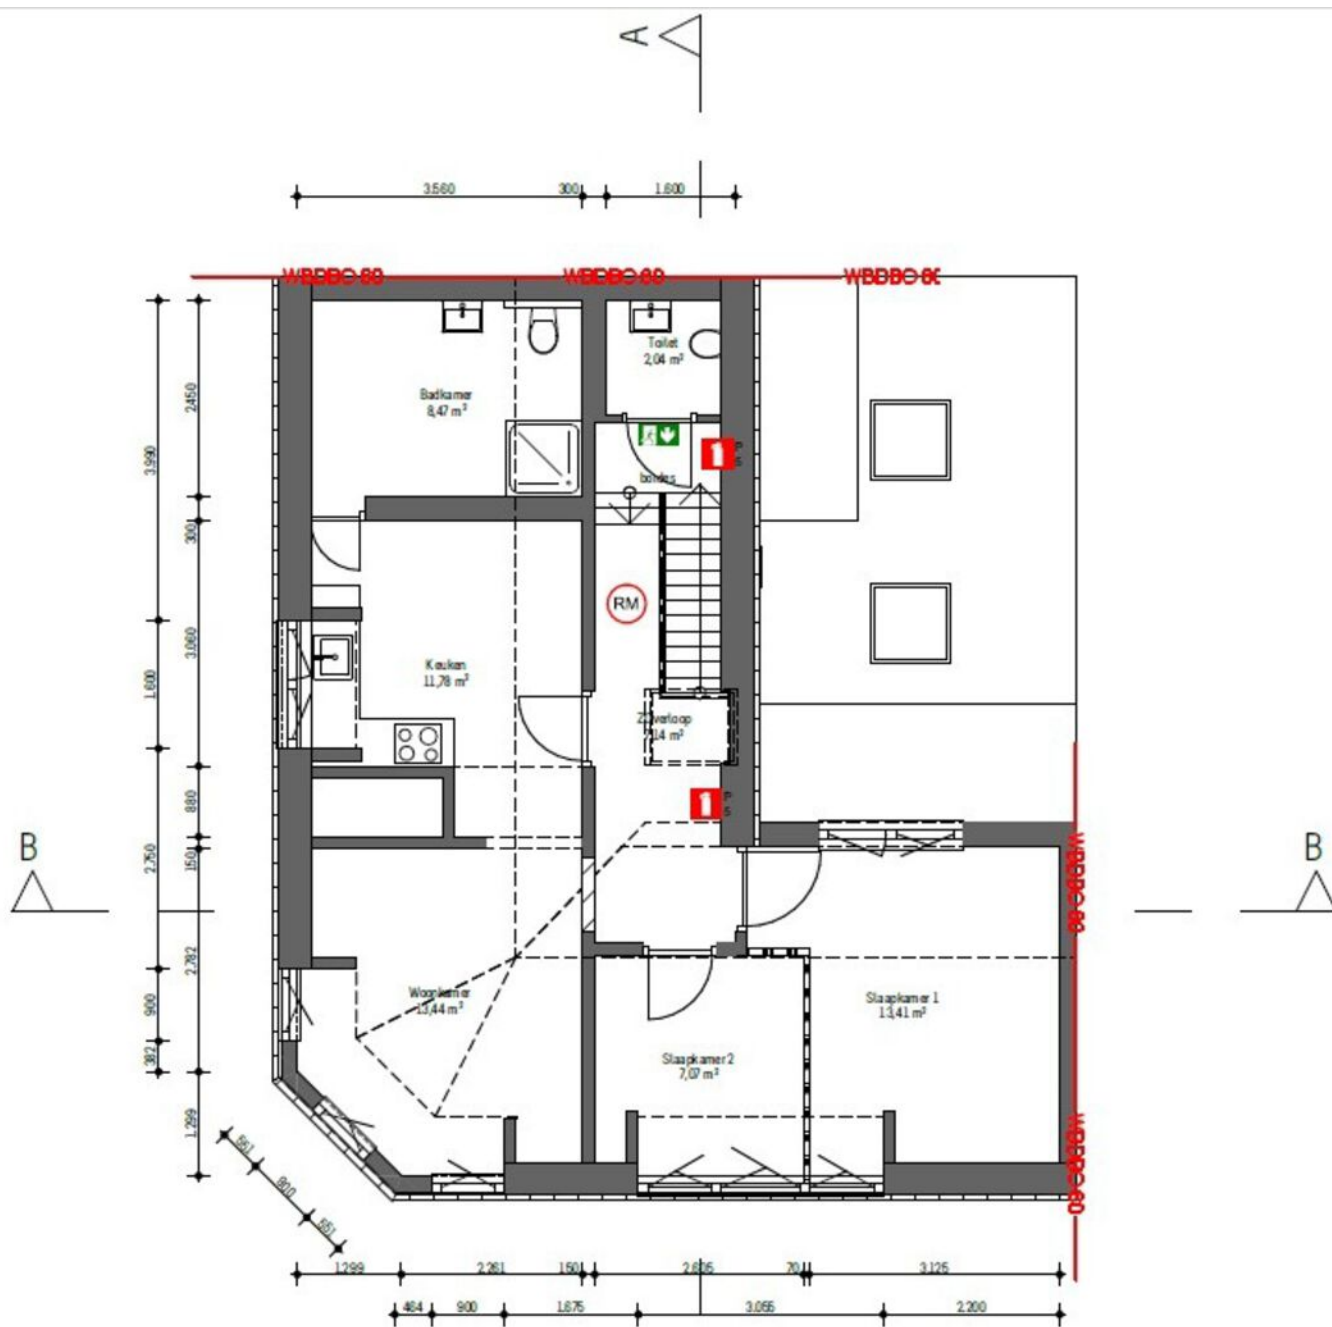 A
3.560
300
1.600
WBDBO 60
WBDBO 60
WBDBO 60
Toilet
2,04 m²
Badkamer
8,47 m²
2.450
3.990
1
P
S
bordes
300
RM
3.060
1.600
Keuken
11,78 m²
1
P
S
880
B
B
2.750
150
WBDBO 60
2.782
Woonkamer
13,44 m²
Slaapkamer 1
13,41 m²
900
382
Slaapkamer 2
7,07 m²
1.299
WBDBO 60
551
800
551
1.299
2.261
150
2.605
70
3.125
464
900
1.675
3.055
2.200